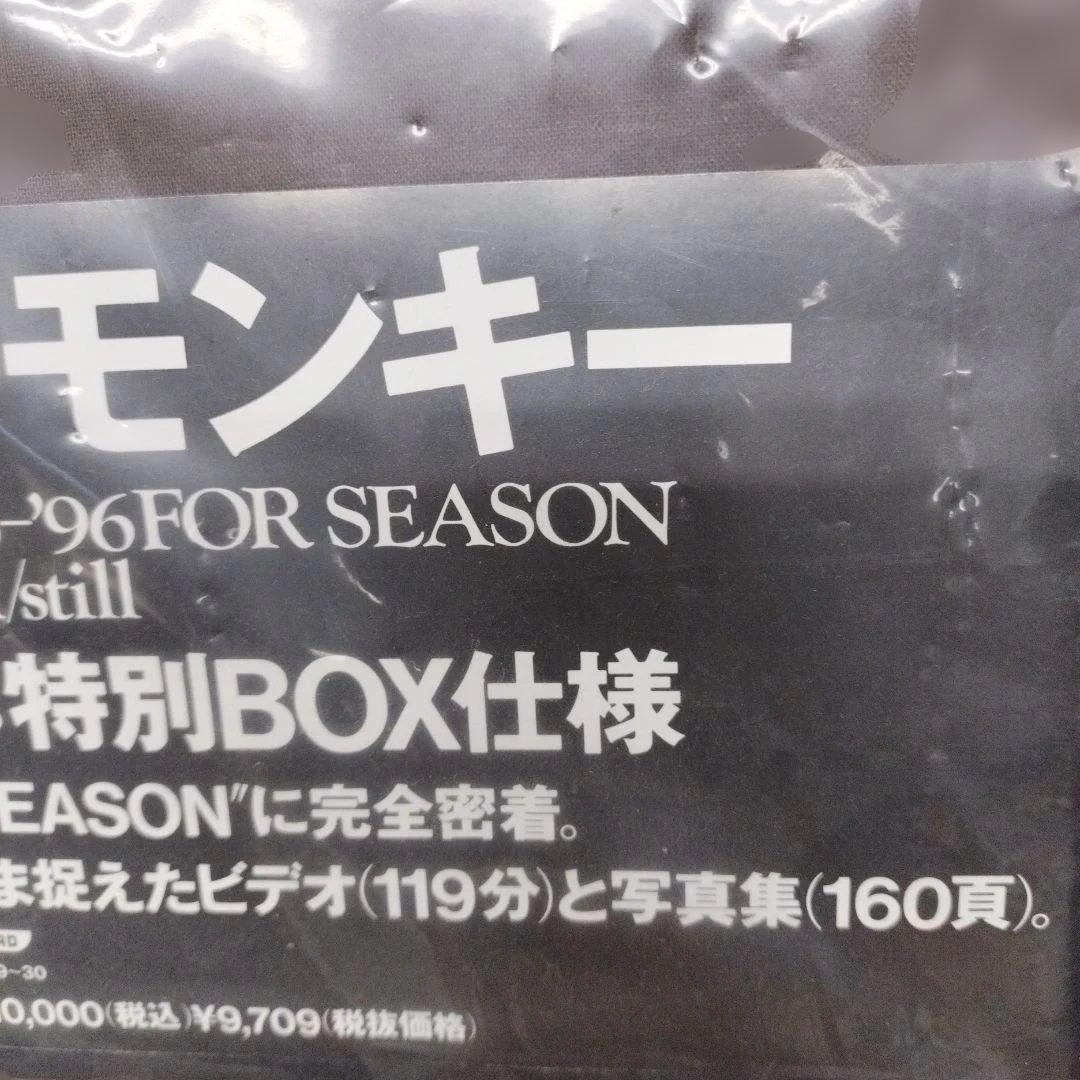 モンキー
-'96 FOR SEASON
/still
特別BOX仕様
EASON"に完全密着。
ま捉えたビデオ(119分)と写真集(160頁)。
9~30
0,000(税込)¥9,709(税抜価格)